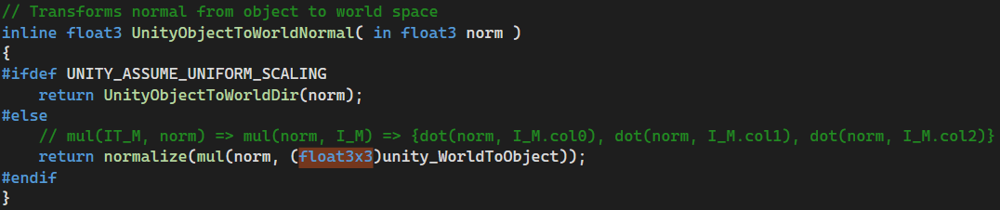 // Transforms normal from object to world space
inline float3 UnityObjectToWorldNormal( in float3 norm )
{
#ifdef UNITY_ASSUME_UNIFORM_SCALING
    return UnityObjectToWorldDir(norm);
#else
    // mul(IT_M, norm) => mul(norm, I_M) => {dot(norm, I_M.col0), dot(norm, I_M.col1), dot(norm, I_M.col2)}
    return normalize(mul(norm, (float3x3)unity_WorldToObject));
#endif
}